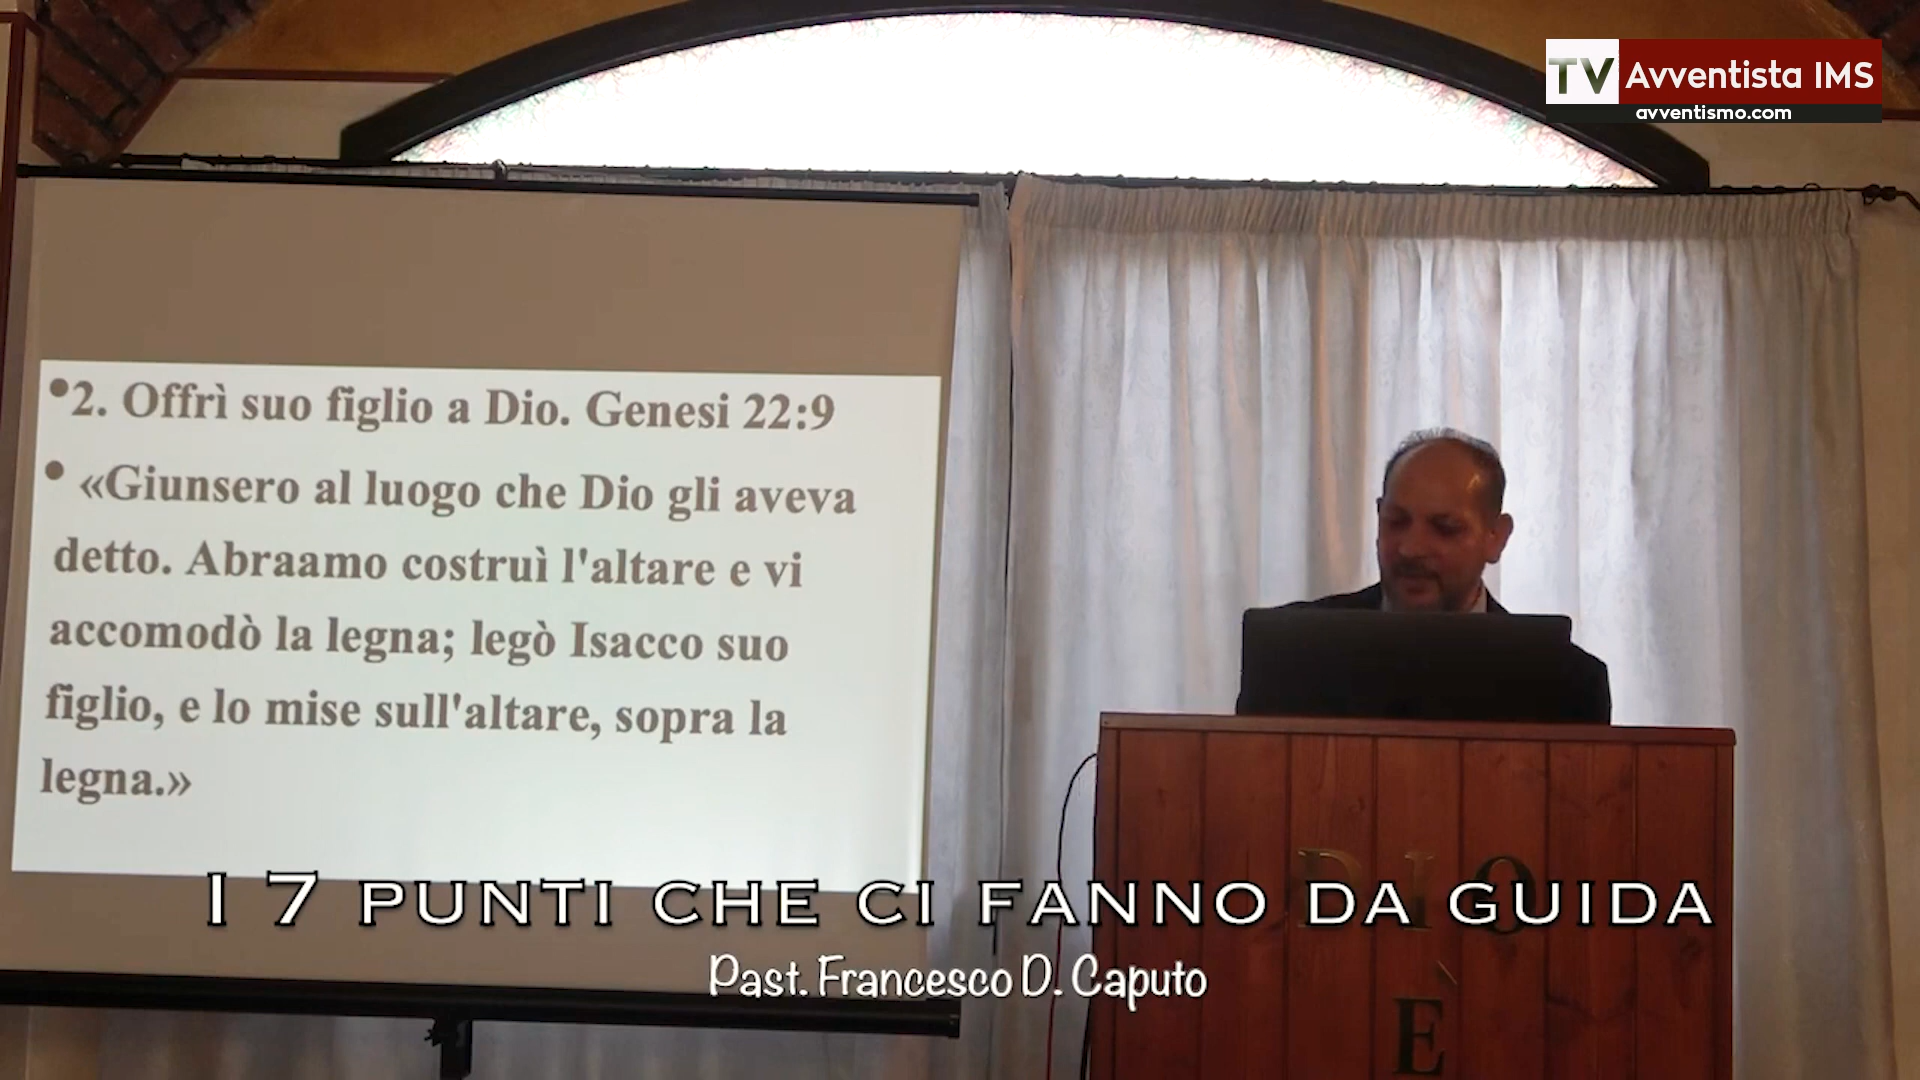 TV Avventista IMS
avventismo.com
•2. Offrì suo figlio a Dio. Genesi 22:9
• «Giunsero al luogo che Dio gli aveva
detto. Abraamo costruì l'altare e vi
accomodò la legna; legò Isacco suo
figlio, e lo mise sull'altare, sopra la
legna.»
I 7 PUNTI CHE CI FANNO DA GUIDA
Past. Francesco D. Caputo
DIO
È